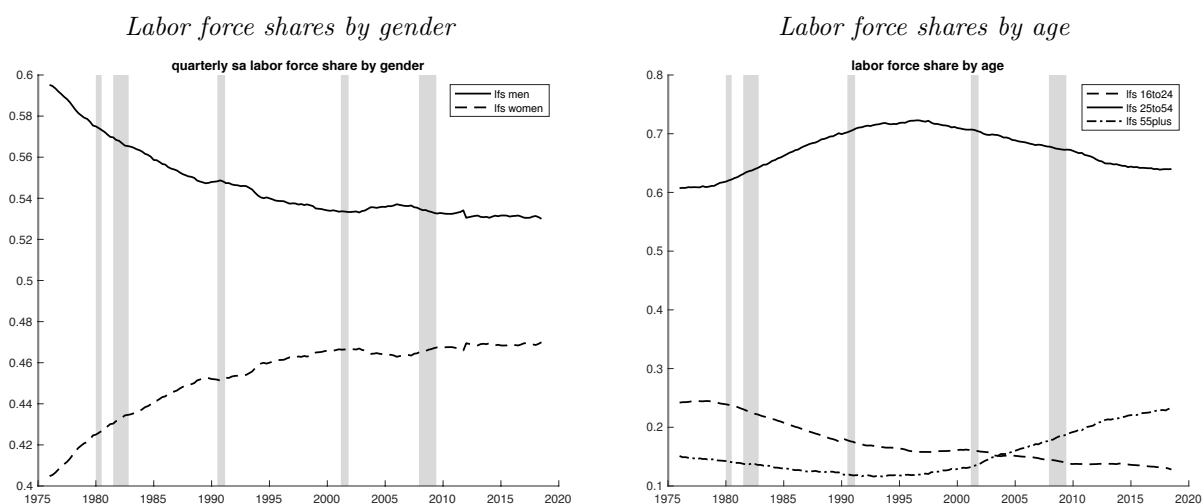 Labor force shares by gender
quarterly sa labor force share by gender
0.6
0.58
0.56
0.54
0.52
0.5
0.48
0.46
0.44
0.42
0.4
1975 1980 1985 1990 1995 2000 2005 2010 2015 2020
lfs men
lfs women
Labor force shares by age
labor force share by age
0.8
0.7
0.6
0.5
0.4
0.3
0.2
0.1
1975 1980 1985 1990 1995 2000 2005 2010 2015 2020
lfs 16to24
lfs 25to54
lfs 55plus